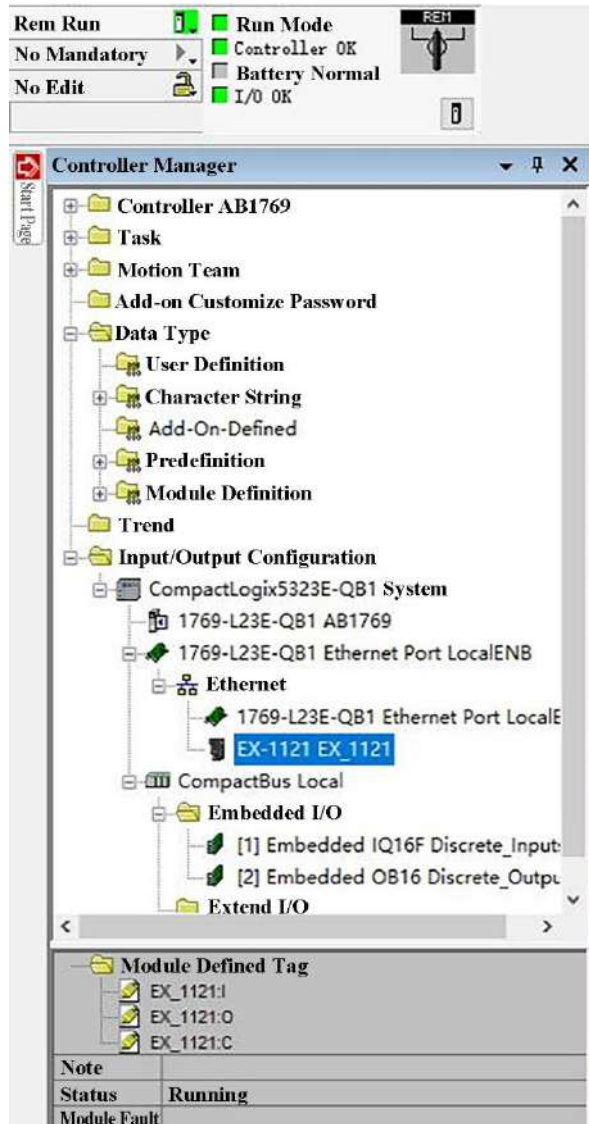 Rem Run
Run Mode
REM
No Mandatory
Controller OK
Battery Normal
No Edit
I/O OK
Start Page
Controller Manager
Controller AB1769
Task
Motion Team
Add-on Customize Password
Data Type
User Definition
Character String
Add-On-Defined
Predefinition
Module Definition
Trend
Input/Output Configuration
CompactLogix5323E-QB1 System
1769-L23E-QB1 AB1769
1769-L23E-QB1 Ethernet Port LocalENB
Ethernet
1769-L23E-QB1 Ethernet Port LocalE
EX-1121 EX_1121
CompactBus Local
Embedded I/O
[1] Embedded IQ16F Discrete_Input
[2] Embedded OB16 Discrete_Outpu
Extend I/O
Module Defined Tag
EX_1121:I
EX_1121:O
EX_1121:C
Note
Status Running
Module Fault